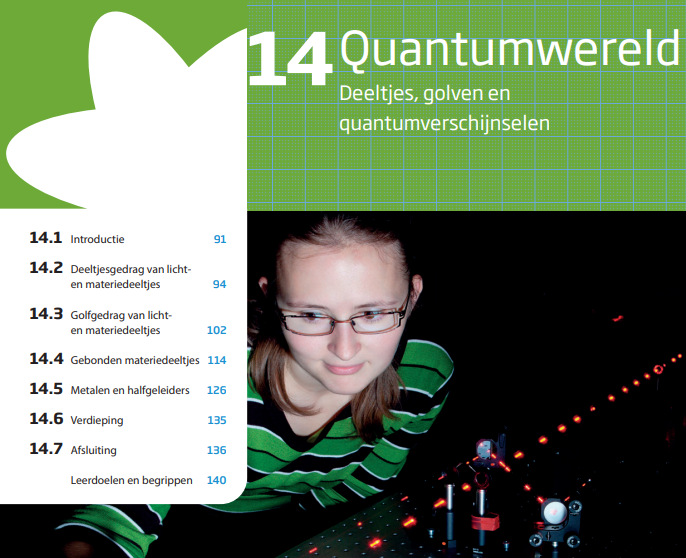 14 Quantumwereld
Deeltjes, golven en
quantumverschijnselen
14.1 Introductie 91
14.2 Deeltjesgedrag van licht-
en materiedeeltjes 94
14.3 Golfgedrag van licht-
en materiedeeltjes 102
14.4 Gebonden materiedeeltjes 114
14.5 Metalen en halfgeleiders 126
14.6 Verdieping 135
14.7 Afsluiting 136
Leerdoelen en begrippen 140